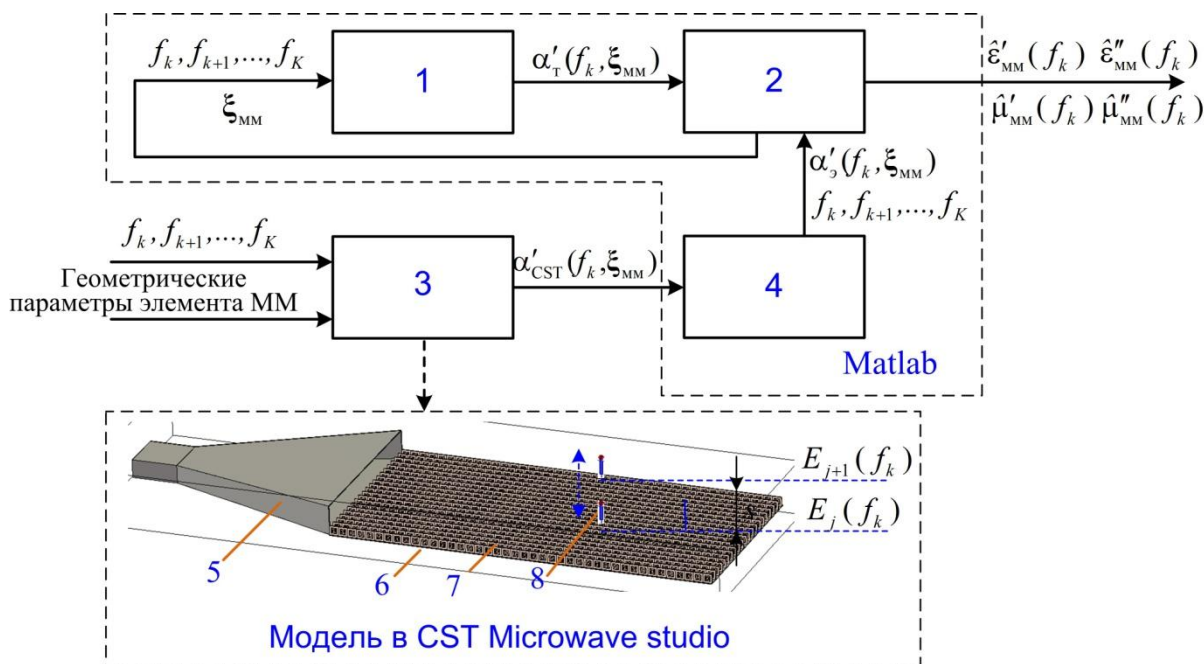 f_k, f_{k+1},..., f_K
ξ_мм
1
α′_т(f_k, ξ_мм)
2
ε̂′_мм(f_k) ε̂″_мм(f_k)
μ̂′_мм(f_k) μ̂″_мм(f_k)
α′_э(f_k, ξ_мм)
f_k, f_{k+1},..., f_K
f_k, f_{k+1},..., f_K
Геометрические
параметры элемента ММ
3
α′_CST(f_k, ξ_мм)
4
Matlab
E_{j+1}(f_k)
s
E_j(f_k)
5
6
7
8
Модель в CST Microwave studio